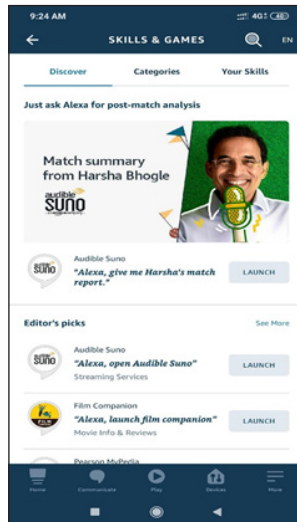 9:24 AM
4G
SKILLS & GAMES
EN
Discover
Categories
Your Skills
Just ask Alexa for post-match analysis
Match summary
from Harsha Bhogle
audible
suno
audible
suno
Audible Suno
"Alexa, give me Harsha's match
report."
LAUNCH
Editor's picks
See More
audible
suno
Audible Suno
"Alexa, open Audible Suno"
Streaming Services
FILM
Film Companion
"Alexa, launch film companion"
Movie Info & Reviews
LAUNCH
Pearson MyPedia
Home
Communicate
Play
Devices
More